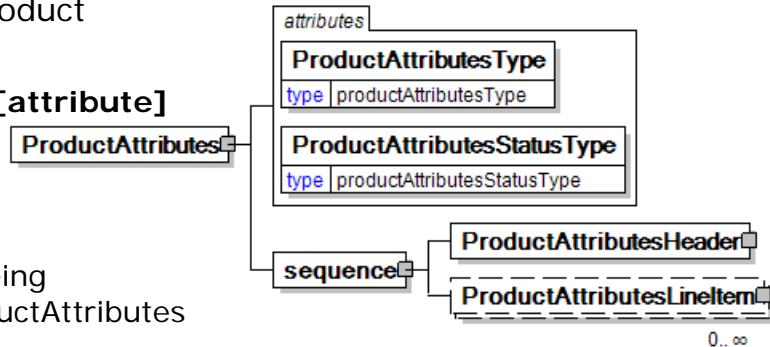 oduct
[attribute]
ProductAttributes
attributes
ProductAttributesType
type productAttributesType
ProductAttributesStatusType
type productAttributesStatusType
sequence
ProductAttributesHeader
ProductAttributesLineItem
0.. ∞
ing
uctAttributes